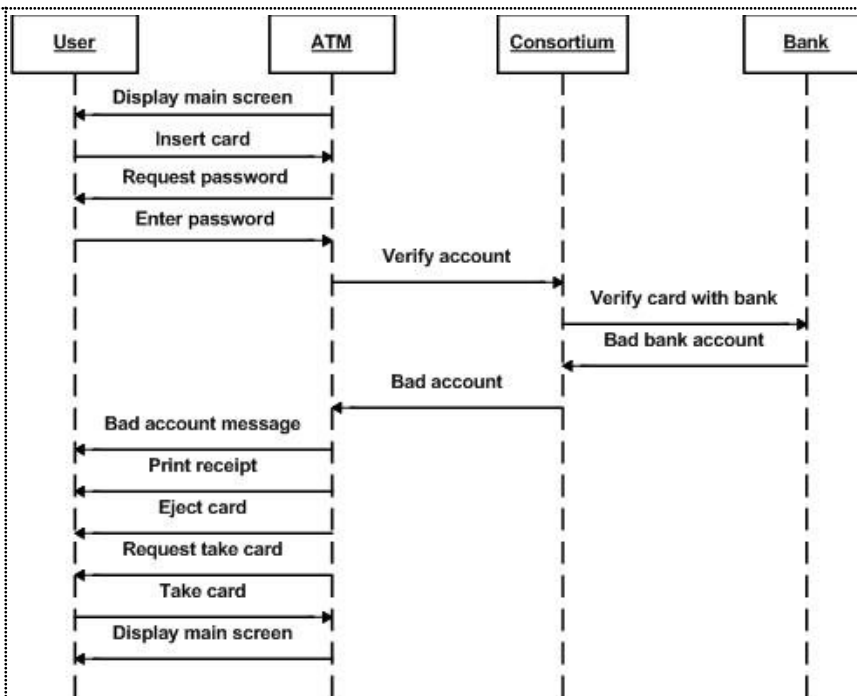 User
ATM
Consortium
Bank
Display main screen
Insert card
Request password
Enter password
Verify account
Verify card with bank
Bad bank account
Bad account
Bad account message
Print receipt
Eject card
Request take card
Take card
Display main screen